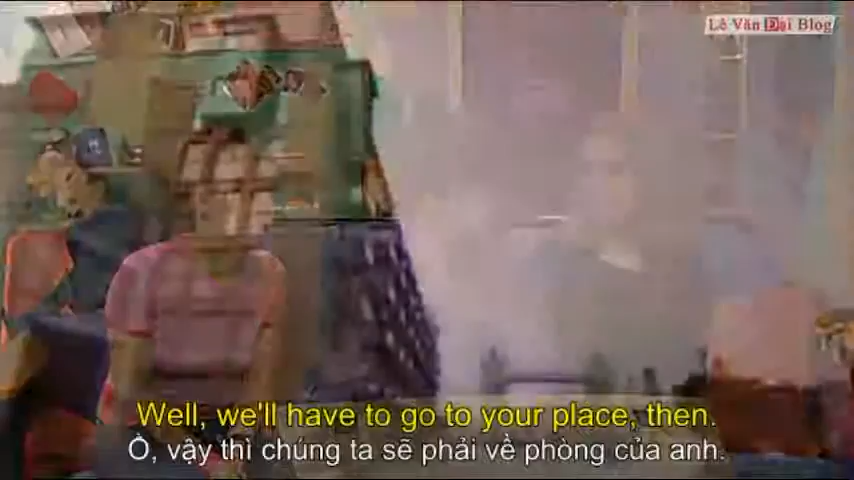 Lê Văn Đại Blog
Well, we'll have to go to your place, then.
Ồ, vậy thì chúng ta sẽ phải về phòng của anh.